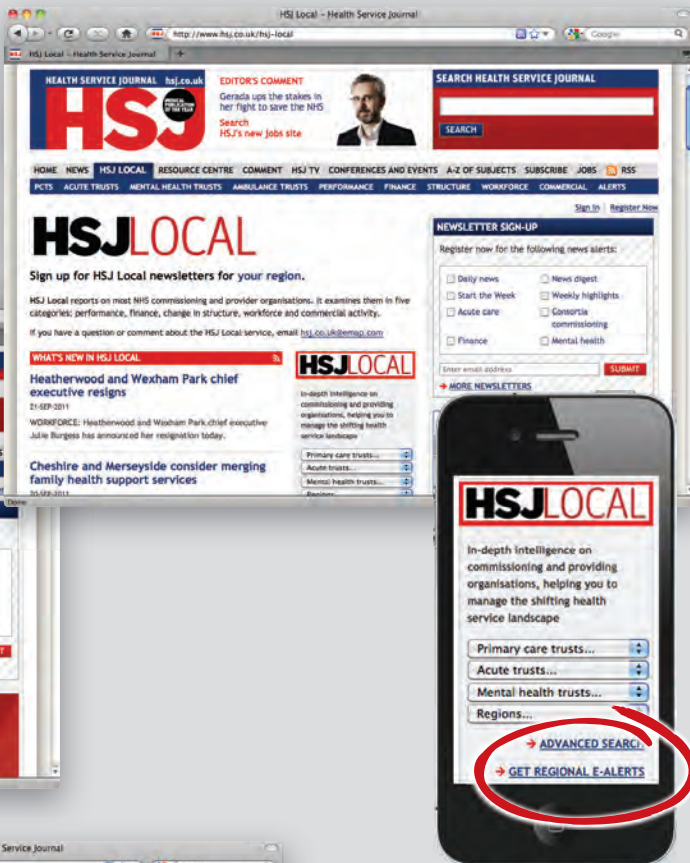 HSJ Local – Health Service Journal
http://www.hsj.co.uk/hsj-local
Google
HSJ Local – Health Service Journal
HEALTH SERVICE JOURNAL hsj.co.uk
HSJ
MEDICAL PUBLICATION OF THE YEAR
EDITOR'S COMMENT
Gerada ups the stakes in
her fight to save the NHS
Search
HSJ's new jobs site
SEARCH HEALTH SERVICE JOURNAL
SEARCH
HOME NEWS HSJ LOCAL RESOURCE CENTRE COMMENT HSJ TV CONFERENCES AND EVENTS A-Z OF SUBJECTS SUBSCRIBE JOBS RSS
PCTS ACUTE TRUSTS MENTAL HEALTH TRUSTS AMBULANCE TRUSTS PERFORMANCE FINANCE STRUCTURE WORKFORCE COMMERCIAL ALERTS
Sign In Register Now
HSJLOCAL
Sign up for HSJ Local newsletters for your region.
HSJ Local reports on most NHS commissioning and provider organisations. It examines them in five
categories: performance, finance, change in structure, workforce and commercial activity.
If you have a question or comment about the HSJ Local service, email hsj.co.uk@emap.com
NEWSLETTER SIGN-UP
Register now for the following news alerts:
Daily news News digest
Start the Week Weekly highlights
Acute care Consortia
commissioning
Finance Mental health
Enter email address SUBMIT
MORE NEWSLETTERS
WHAT'S NEW IN HSJ LOCAL
Heatherwood and Wexham Park chief
executive resigns
21-SEP-2011
WORKFORCE: Heatherwood and Wexham Park chief executive
Julie Burgess has announced her resignation today.
Cheshire and Merseyside consider merging
family health support services
20-SEP-2011
HSJLOCAL
In-depth intelligence on
commissioning and providing
organisations, helping you to
manage the shifting health
service landscape
Primary care trusts...
Acute trusts...
Mental health trusts...
Regions...
Done
HSJLOCAL
In-depth intelligence on
commissioning and providing
organisations, helping you to
manage the shifting health
service landscape
Primary care trusts...
Acute trusts...
Mental health trusts...
Regions...
ADVANCED SEARCH
GET REGIONAL E-ALERTS
Service Journal